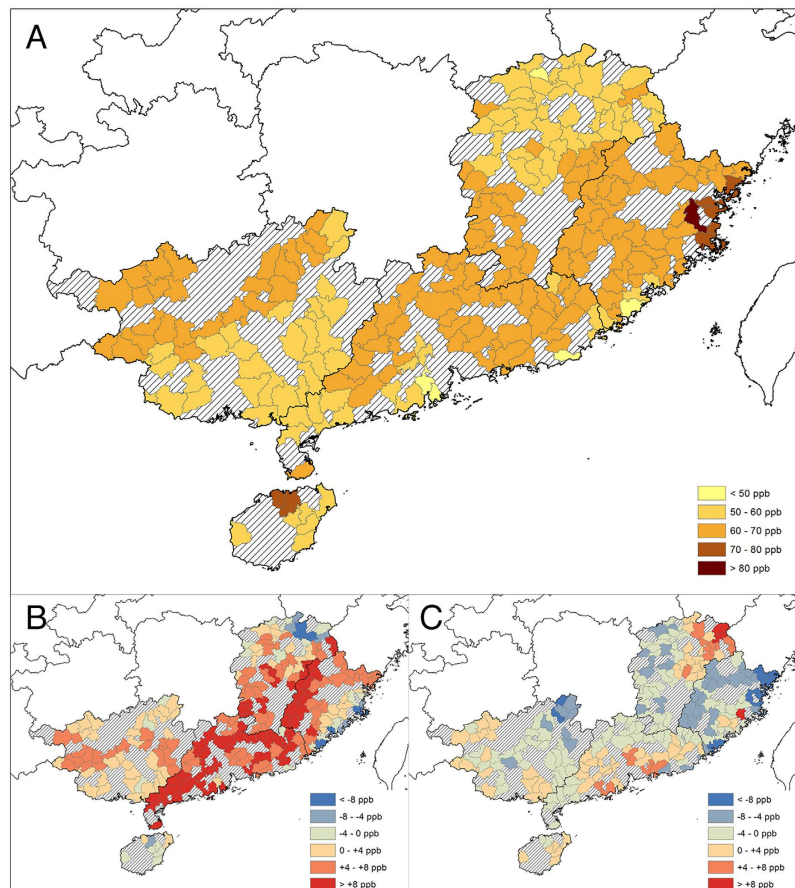 A
< 50 ppb
50 - 60 ppb
60 - 70 ppb
70 - 80 ppb
> 80 ppb
B
< -8 ppb
-8 - -4 ppb
-4 - 0 ppb
0 - +4 ppb
+4 - +8 ppb
> +8 ppb
C
< -8 ppb
-8 - -4 ppb
-4 - 0 ppb
0 - +4 ppb
+4 - +8 ppb
> +8 ppb